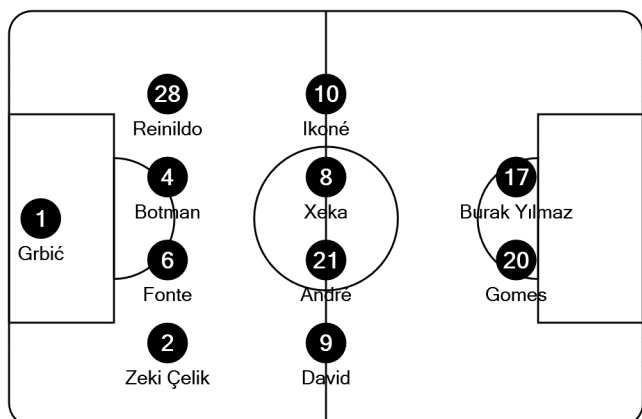 1
Grbić
28
Reinildo
4
Botman
6
Fonte
2
Zeki Çelik
10
Ikoné
8
Xeka
21
André
9
David
17
Burak Yılmaz
20
Gomes